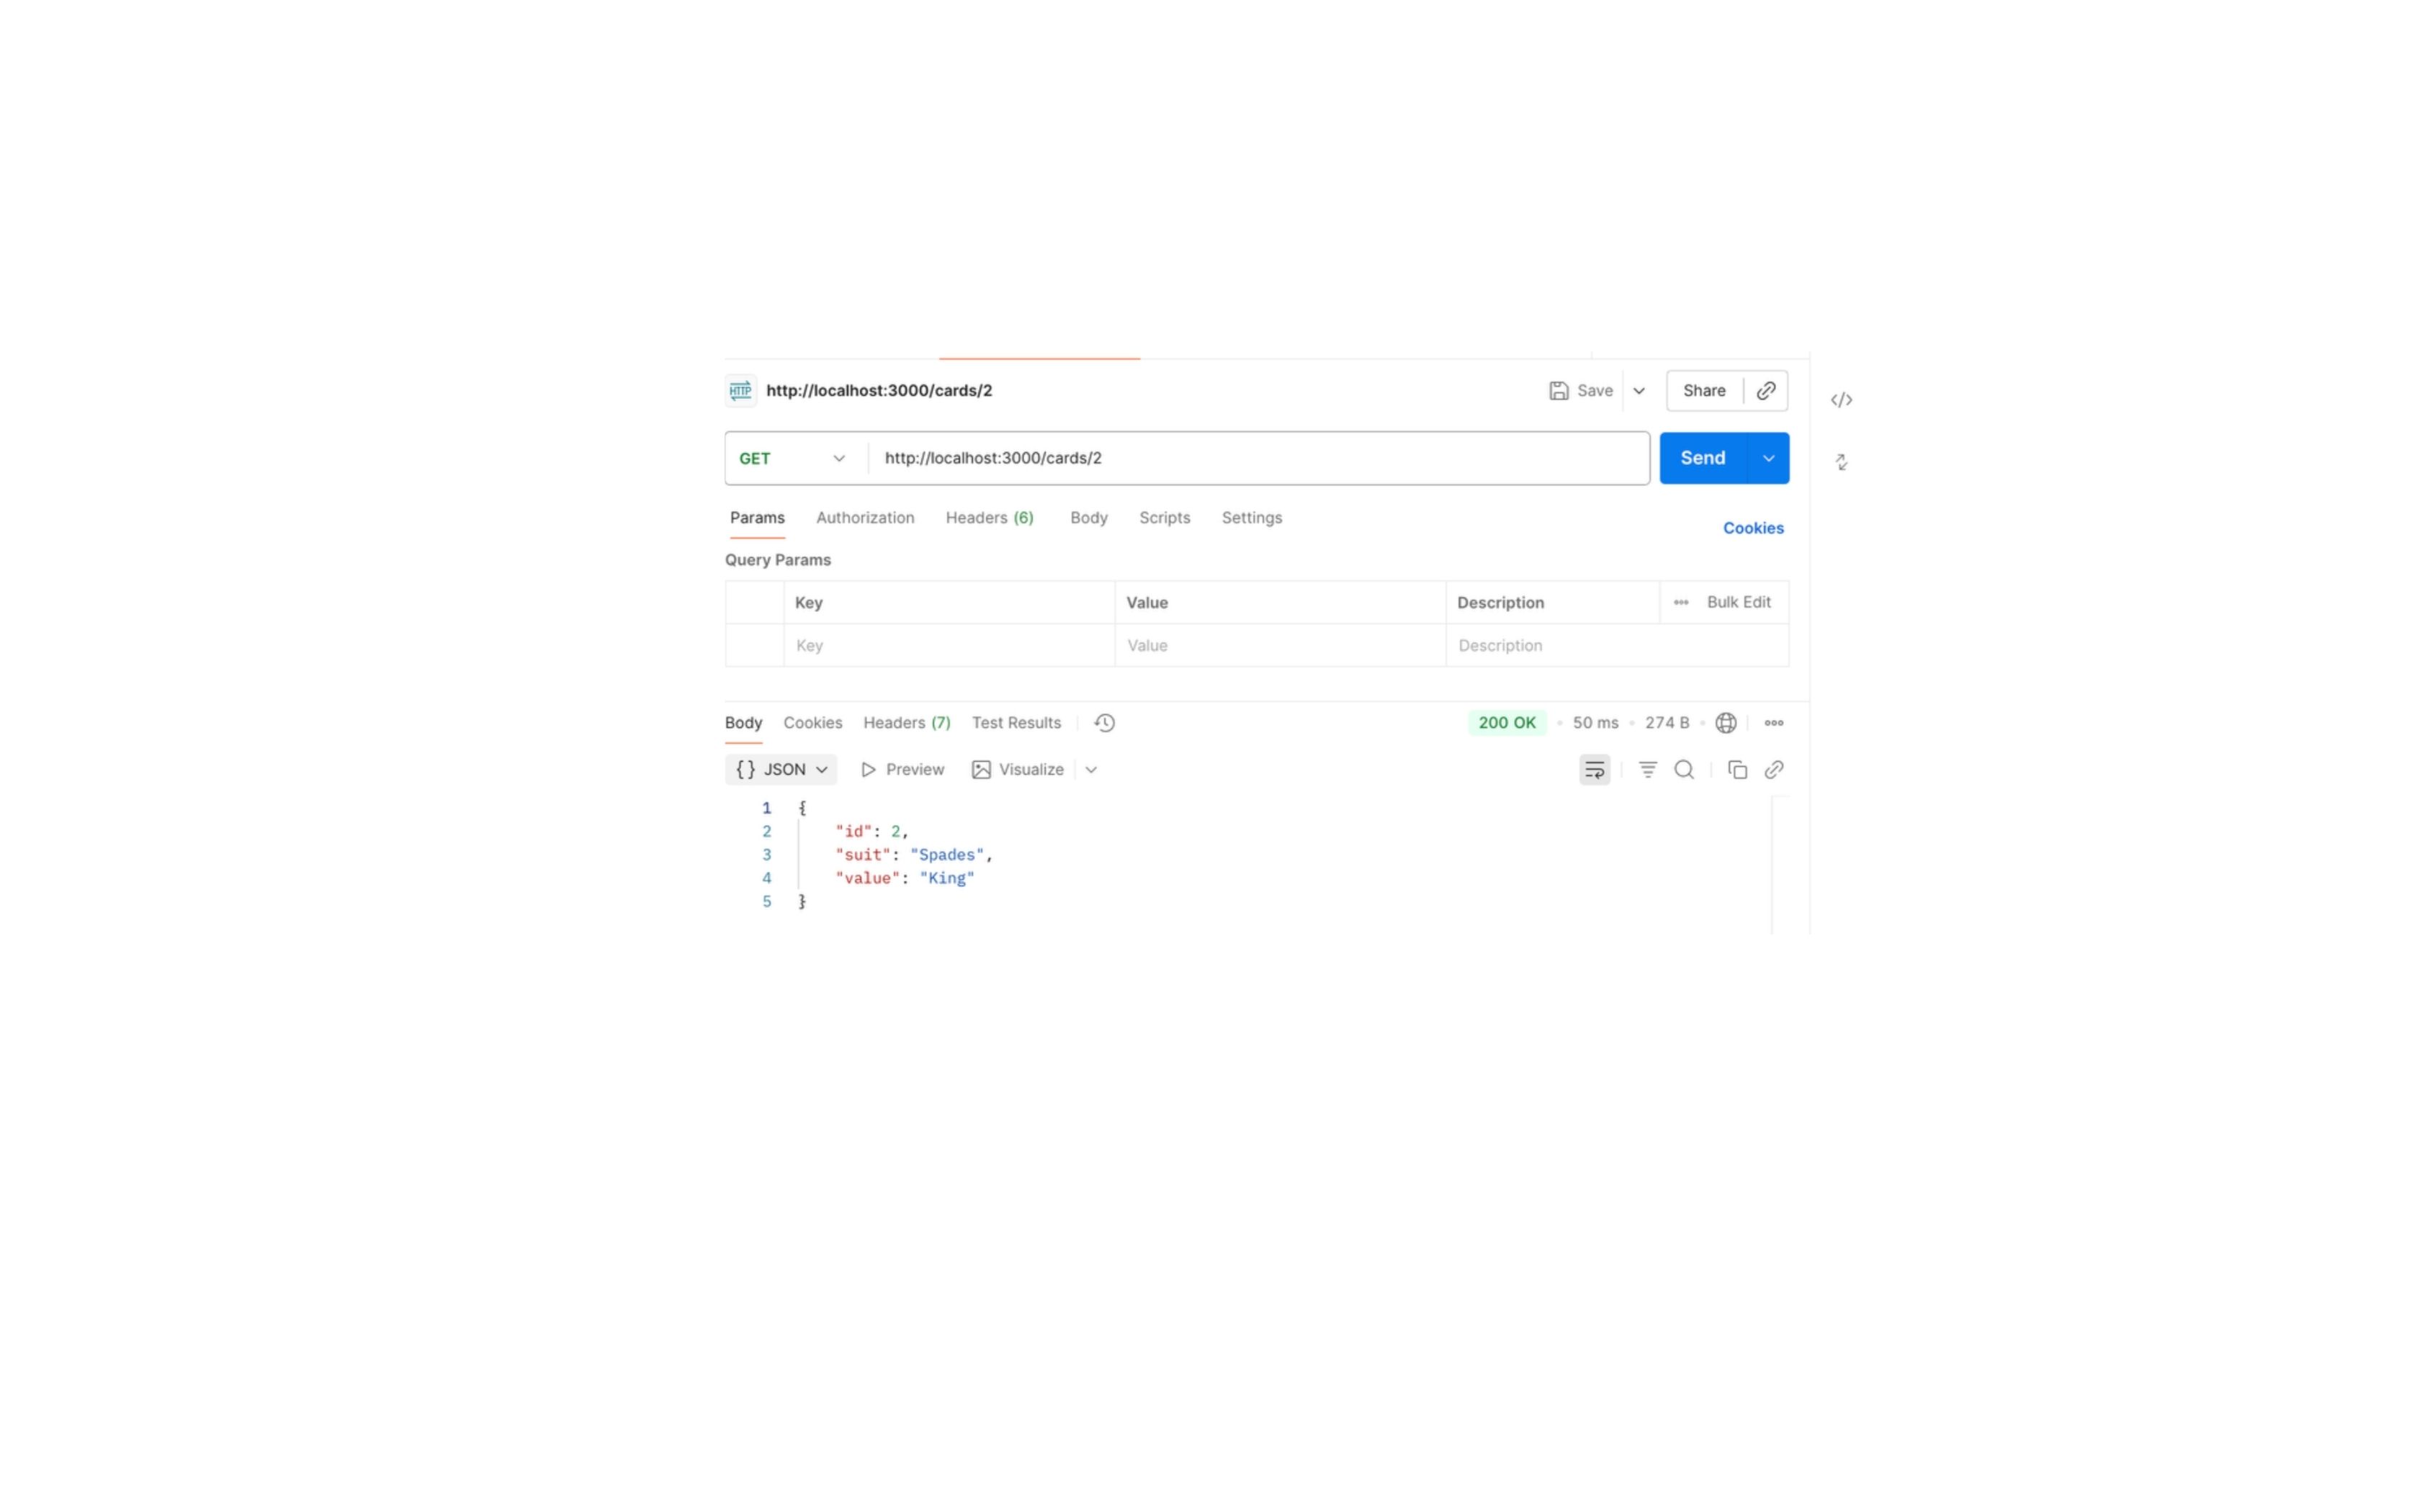 HTTP http://localhost:3000/cards/2 Save Share
</>
GET http://localhost:3000/cards/2 Send
Params Authorization Headers (6) Body Scripts Settings Cookies
Query Params
Key Value Description Bulk Edit
Key Value Description
Body Cookies Headers (7) Test Results 200 OK • 50 ms • 274 B •
{} JSON Preview Visualize
1 {
2 "id": 2,
3 "suit": "Spades",
4 "value": "King"
5 }